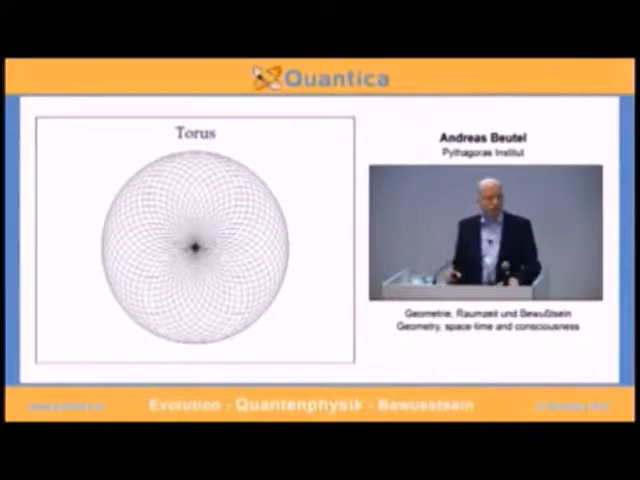 Quantica
Torus
Andreas Beutel
Pythagoras Institut
Geometrie, Raumzeit und Bewußtsein
Geometry, space-time and consciousness
Evolution - Quantenphysik - Bewusstsein